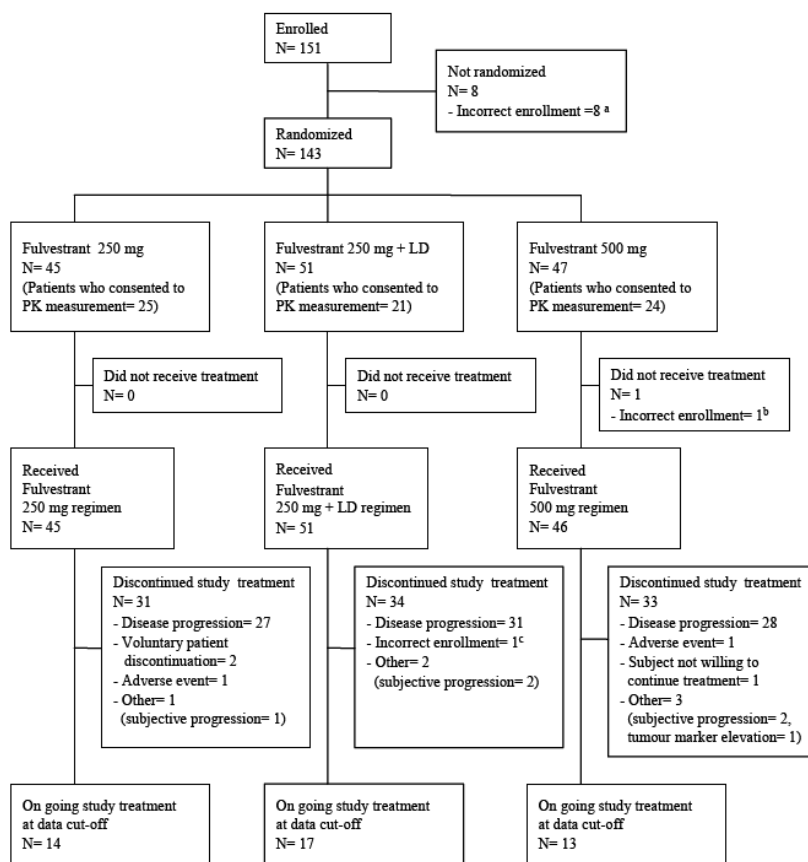 Enrolled
N= 151
Not randomized
N= 8
- Incorrect enrollment =8 a
Randomized
N= 143
Fulvestrant 250 mg
N= 45
(Patients who consented to
PK measurement= 25)
Fulvestrant 250 mg + LD
N= 51
(Patients who consented to
PK measurement= 21)
Fulvestrant 500 mg
N= 47
(Patients who consented to
PK measurement= 24)
Did not receive treatment
N= 0
Did not receive treatment
N= 0
Did not receive treatment
N= 1
- Incorrect enrollment= 1b
Received
Fulvestrant
250 mg regimen
N= 45
Received
Fulvestrant
250 mg + LD regimen
N= 51
Received
Fulvestrant
500 mg regimen
N= 46
Discontinued study treatment
N= 31
- Disease progression= 27
- Voluntary patient
discontinuation= 2
- Adverse event= 1
- Other= 1
(subjective progression= 1)
Discontinued study treatment
N= 34
- Disease progression= 31
- Incorrect enrollment= 1c
- Other= 2
(subjective progression= 2)
Discontinued study treatment
N= 33
- Disease progression= 28
- Adverse event= 1
- Subject not willing to
continue treatment= 1
- Other= 3
(subjective progression= 2,
tumour marker elevation= 1)
On going study treatment
at data cut-off
N= 14
On going study treatment
at data cut-off
N= 17
On going study treatment
at data cut-off
N= 13